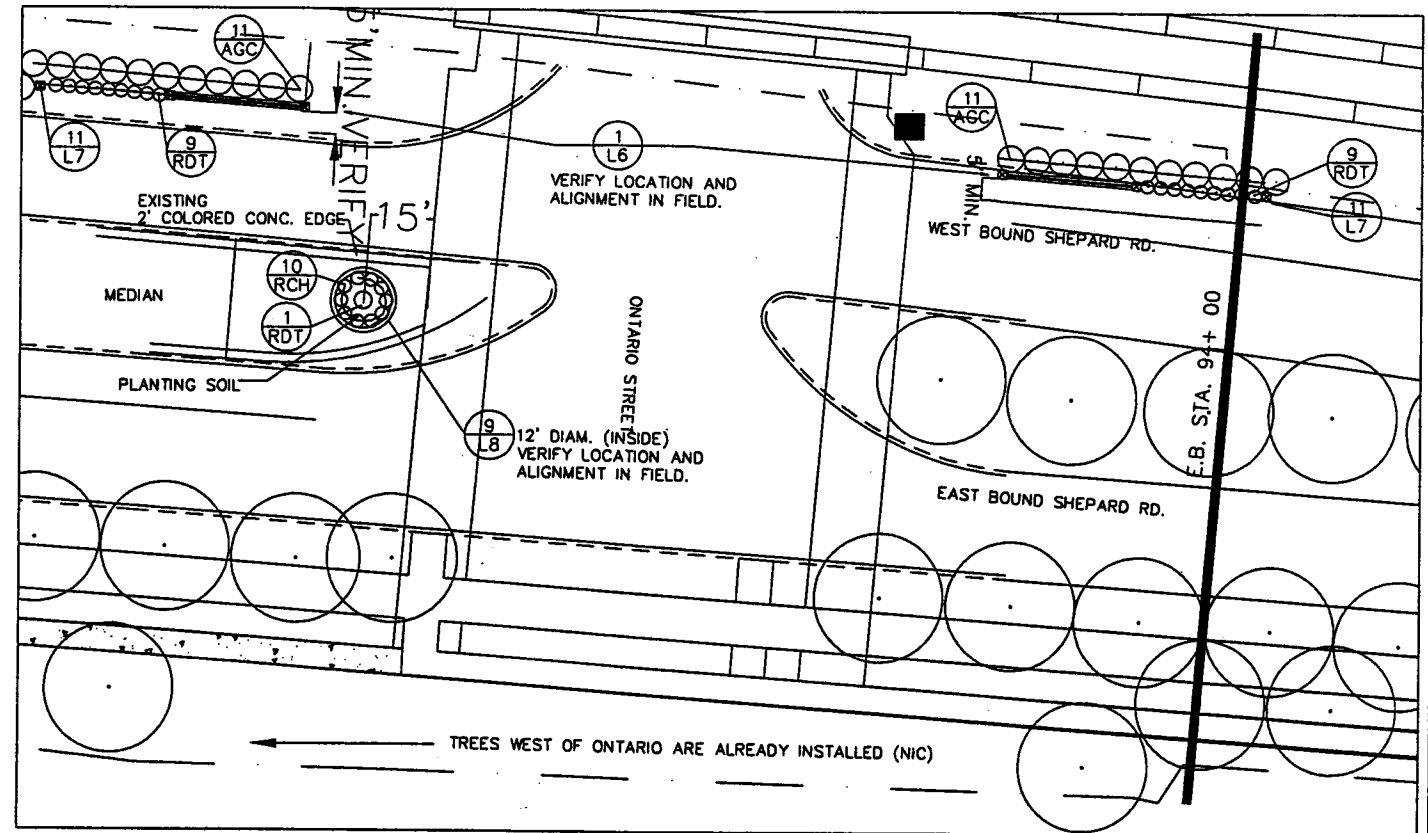 11
AGC
5' MIN. VERIFY
11
L7
9
RDT
1
L6
VERIFY LOCATION AND
ALIGNMENT IN FIELD.
11
AGC
9
RDT
11
L7
5' MIN.
EXISTING
2' COLORED CONC. EDGE
15'
WEST BOUND SHEPARD RD.
MEDIAN
10
RCH
1
RDT
PLANTING SOIL
ONTARIO STREET
E.B. STA. 94+ 00
9
L8
12' DIAM. (INSIDE)
VERIFY LOCATION AND
ALIGNMENT IN FIELD.
EAST BOUND SHEPARD RD.
TREES WEST OF ONTARIO ARE ALREADY INSTALLED (NIC)